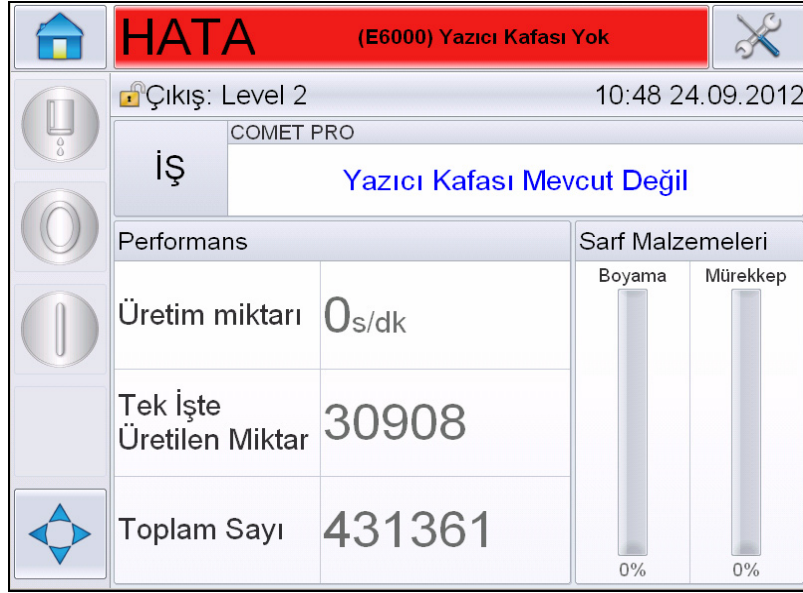 HATA
(E6000) Yazıcı Kafası Yok
Çıkış: Level 2
10:48 24.09.2012
İŞ
COMET PRO
Yazıcı Kafası Mevcut Değil
Performans
Üretim miktarı
0s/dk
Tek İşte
Üretilen Miktar
30908
Toplam Sayı
431361
Sarf Malzemeleri
Boyama
Mürekkep
0%
0%